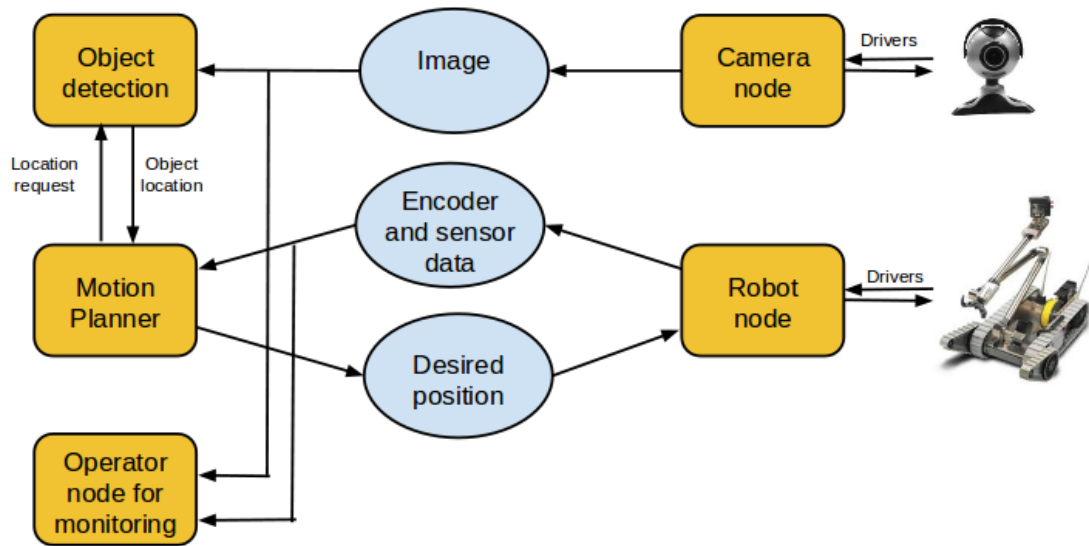 Object
detection
Image
Camera
node
Drivers
Location
request
Object
location
Encoder
and sensor
data
Motion
Planner
Robot
node
Drivers
Desired
position
Operator
node for
monitoring